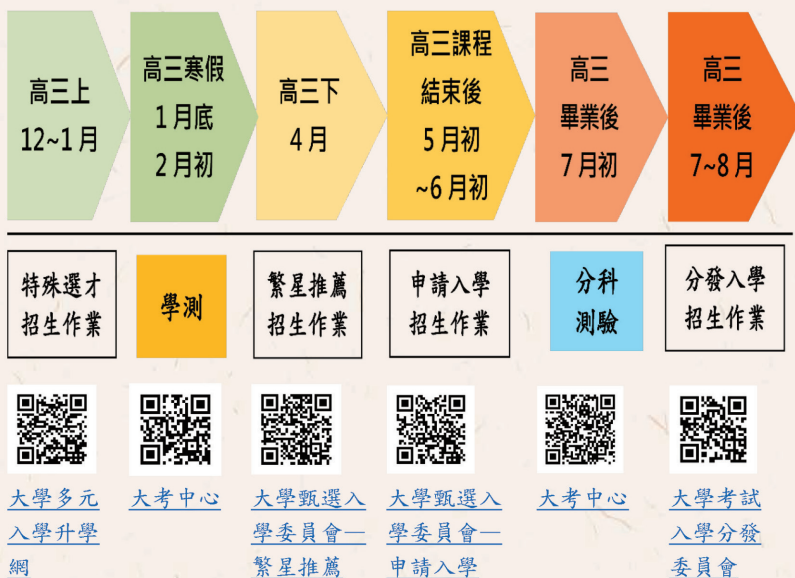 高三上
12~1月
高三寒假
1月底
2月初
高三下
4月
高三課程
結束後
5月初
~6月初
高三
畢業後
7月初
高三
畢業後
7~8月
特殊選才
招生作業
學測
繁星推薦
招生作業
申請入學
招生作業
分科
測驗
分發入學
招生作業
大學多元
入學升學
網
大考中心
大學甄選入
學委員會—
繁星推薦
大學甄選入
學委員會—
申請入學
大考中心
大學考試
入學分發
委員會